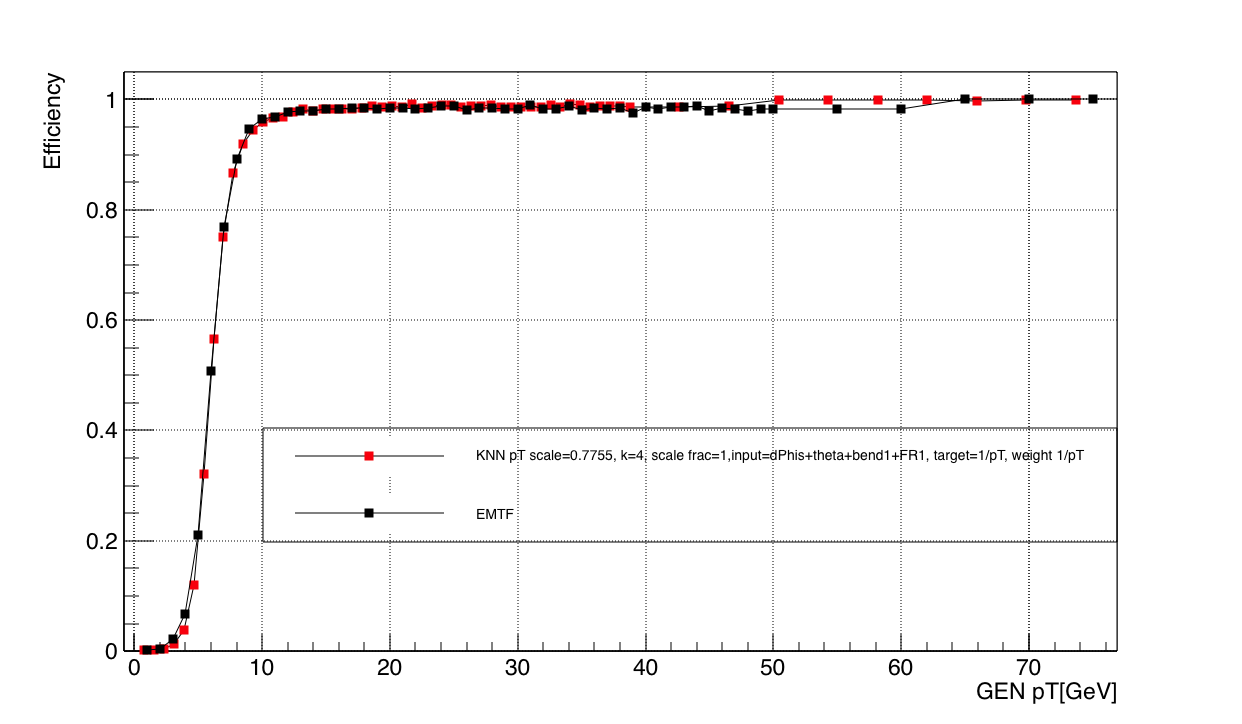 Efficiency
1
0.8
0.6
0.4
0.2
0
KNN pT scale=0.7755, k=4, scale frac=1,input=dPhis+theta+bend1+FR1, target=1/pT, weight 1/pT
EMTF
0 10 20 30 40 50 60 70
GEN pT[GeV]